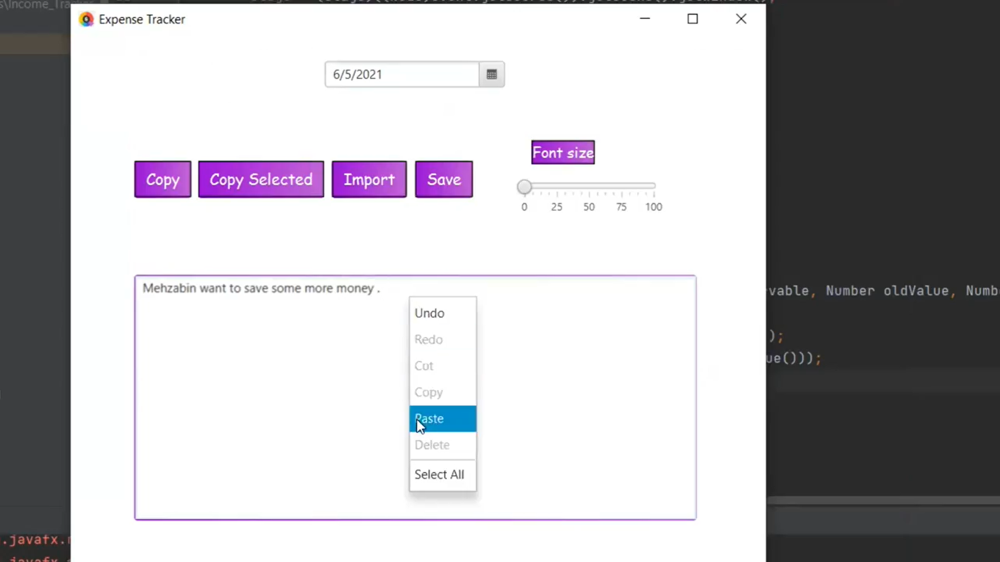 s\Income_Tra
Expense Tracker
6/5/2021
Font size
Copy
Copy Selected
Import
Save
0 25 50 75 100
Mehzabin want to save some more money .
Undo
Redo
Cut
Copy
Paste
Delete
Select All
vable, Number oldValue, Numb
);
ue()));
.javafx.
javafx